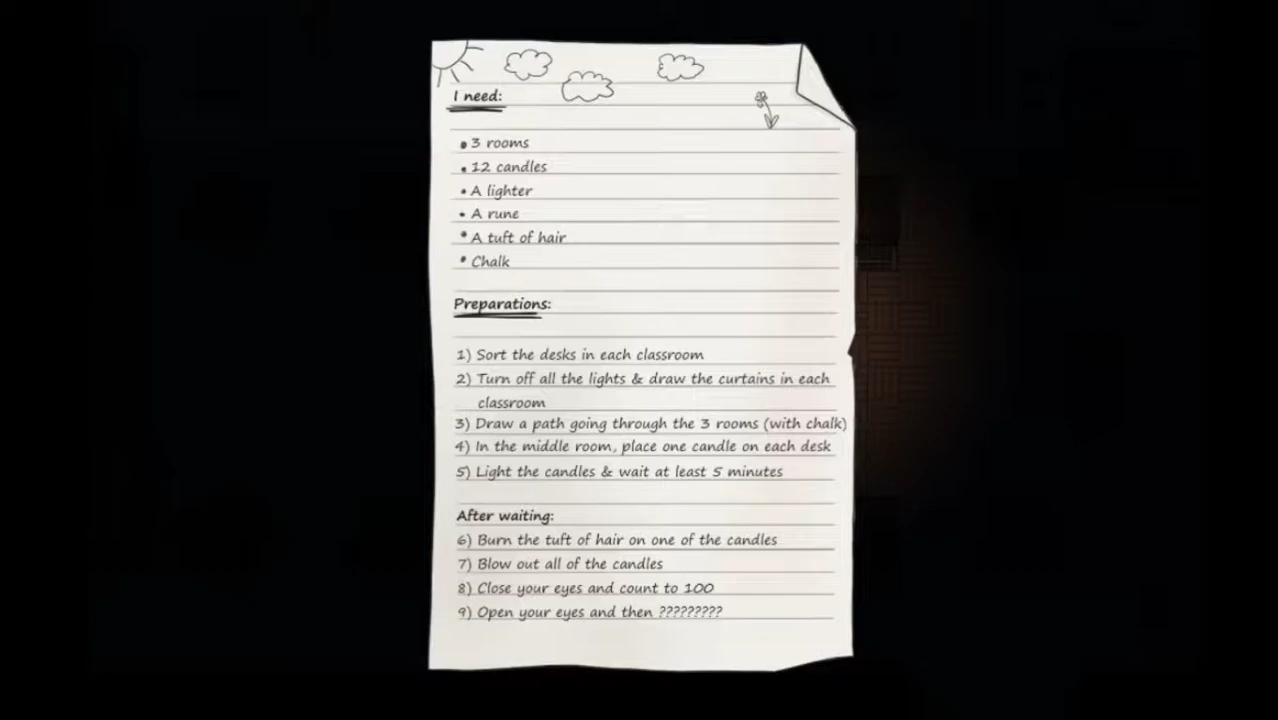 I need:
• 3 rooms
• 12 candles
• A lighter
• A rune
• A tuft of hair
• Chalk
Preparations:
1) Sort the desks in each classroom
2) Turn off all the lights & draw the curtains in each
classroom
3) Draw a path going through the 3 rooms (with chalk)
4) In the middle room, place one candle on each desk
5) Light the candles & wait at least 5 minutes
After waiting:
6) Burn the tuft of hair on one of the candles
7) Blow out all of the candles
8) Close your eyes and count to 100
9) Open your eyes and then ?????????